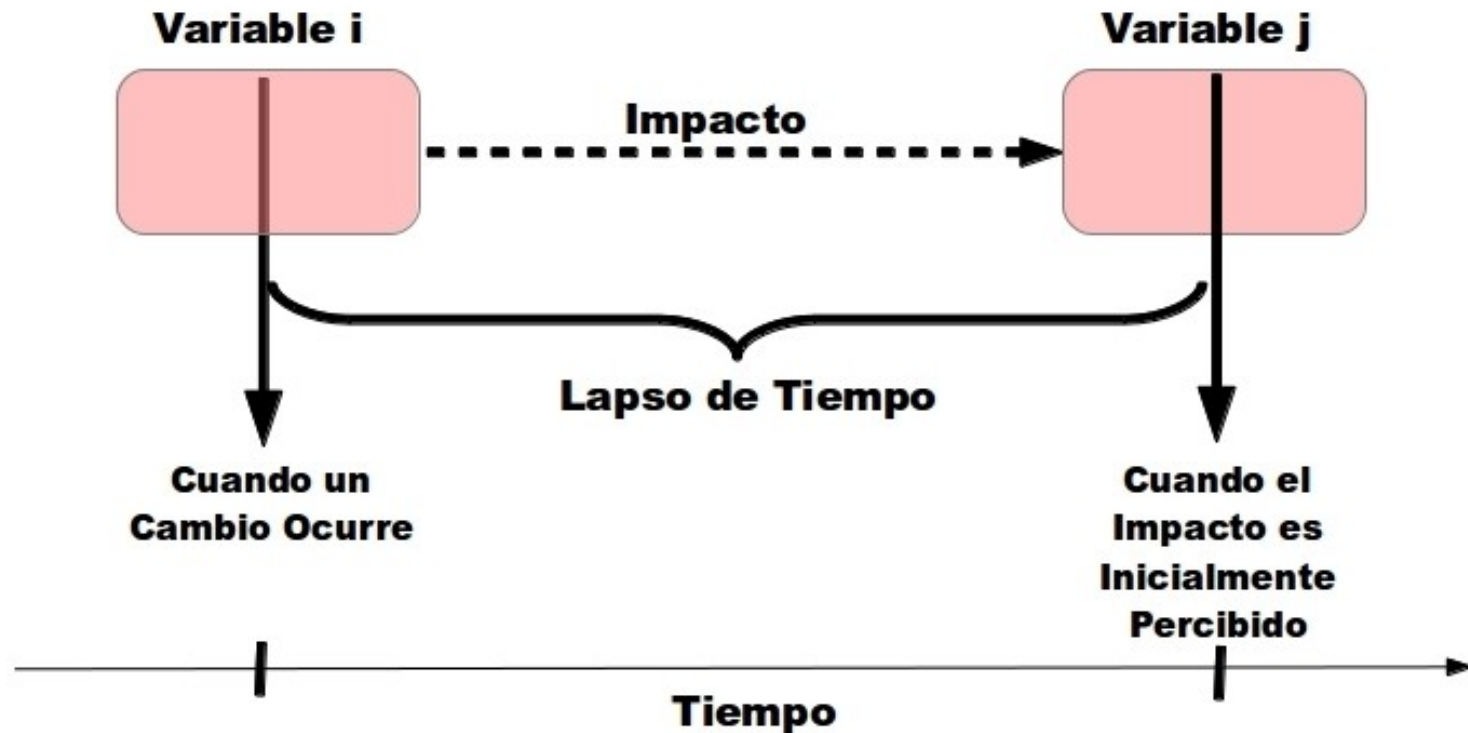 Variable i
Variable j
Impacto
Lapso de Tiempo
Cuando un
Cambio Ocurre
Cuando el
Impacto es
Inicialmente
Percibido
Tiempo